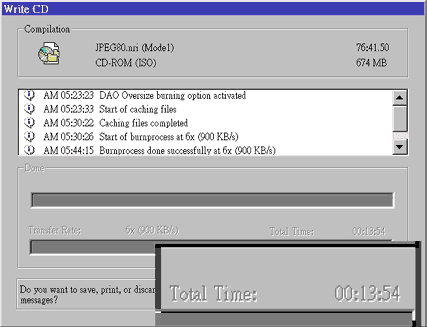 Write CD
Compilation
JPEG80.nri (Mode1) 76:41.50
CD-ROM (ISO) 674 MB
AM 05:23:23 DAO Oversize burning option activated
AM 05:23:33 Start of caching files
AM 05:30:22 Caching files completed
AM 05:30:26 Start of burnprocess at 6x (900 KB/s)
AM 05:44:15 Burnprocess done successfully at 6x (900 KB/s)
Done
Transfer Rate: 6x (900 KB/s) Total Time: 00:13:54
Do you want to save, print, or discar
messages?
Total Time: 00:13:54